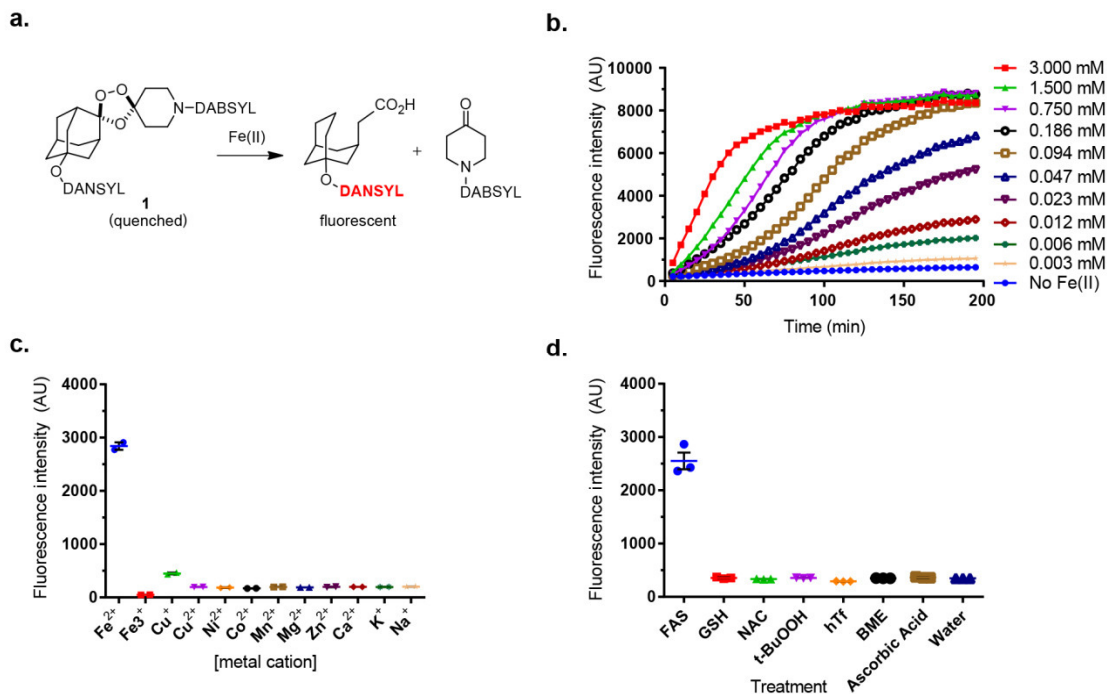 a.
O
O
O
N
DABSYL
O
DANSYL
1
(quenched)
Fe(II)
CO2H
O
DANSYL
fluorescent
+
O
N
DABSYL
b.
Fluorescence intensity (AU)
10000
8000
6000
4000
2000
0
0 50 100 150 200
Time (min)
3.000 mM
1.500 mM
0.750 mM
0.186 mM
0.094 mM
0.047 mM
0.023 mM
0.012 mM
0.006 mM
0.003 mM
No Fe(II)
c.
Fluorescence intensity (AU)
4000
3000
2000
1000
0
Fe2+ Fe3+ Cu+ Cu2+ Ni2+ Co2+ Mn2+ Mg2+ Zn2+ Ca2+ K+ Na+
[metal cation]
d.
Fluorescence intensity (AU)
4000
3000
2000
1000
0
FAS GSH NAC t-BuOOH hTf BME Ascorbic Acid Water
Treatment